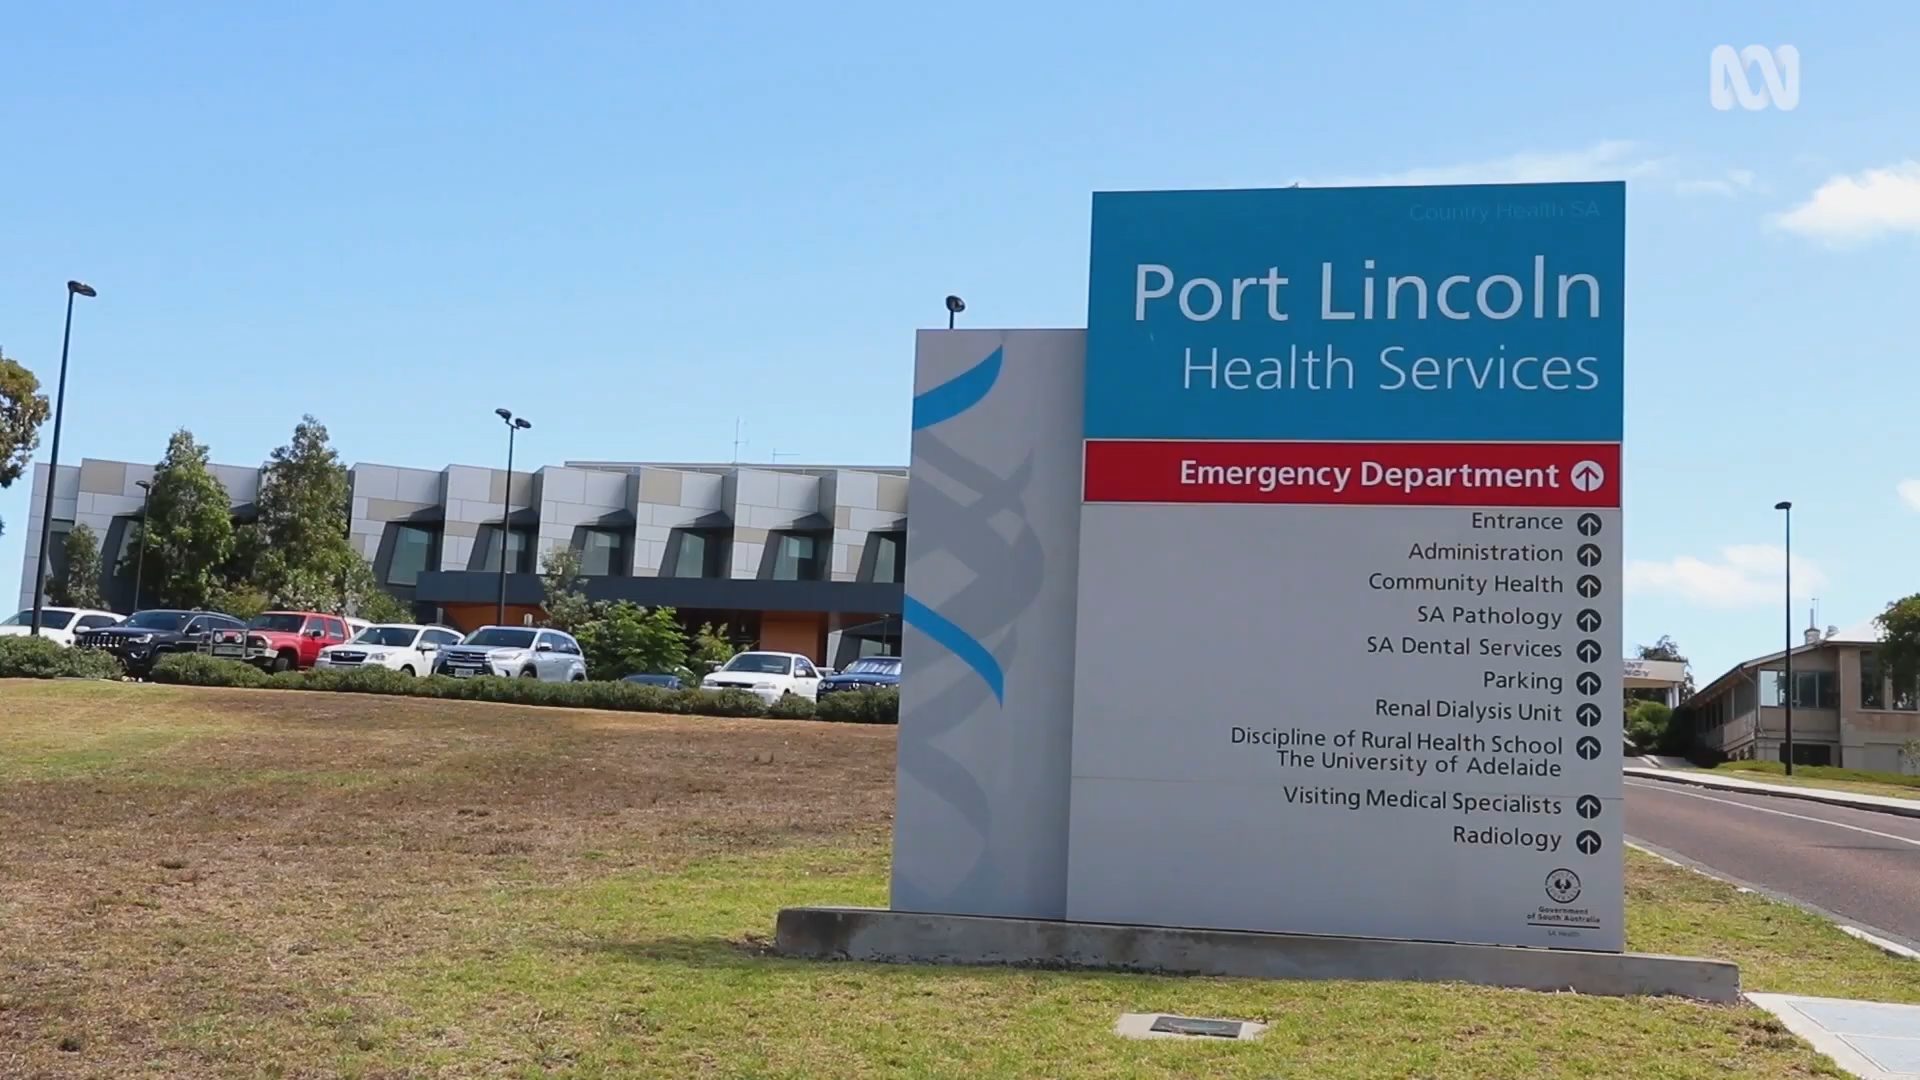 Country Health SA
Port Lincoln
Health Services
Emergency Department
Entrance
Administration
Community Health
SA Pathology
SA Dental Services
Parking
Renal Dialysis Unit
Discipline of Rural Health School
The University of Adelaide
Visiting Medical Specialists
Radiology
Government
of South Australia
SA Health